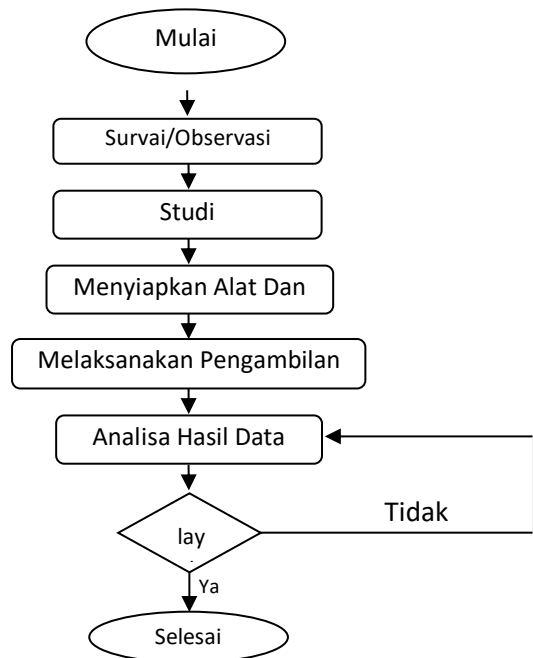 Mulai
Survai/Observasi
Studi
Menyiapkan Alat Dan
Melaksanakan Pengambilan
Analisa Hasil Data
lay
Tidak
Ya
Selesai